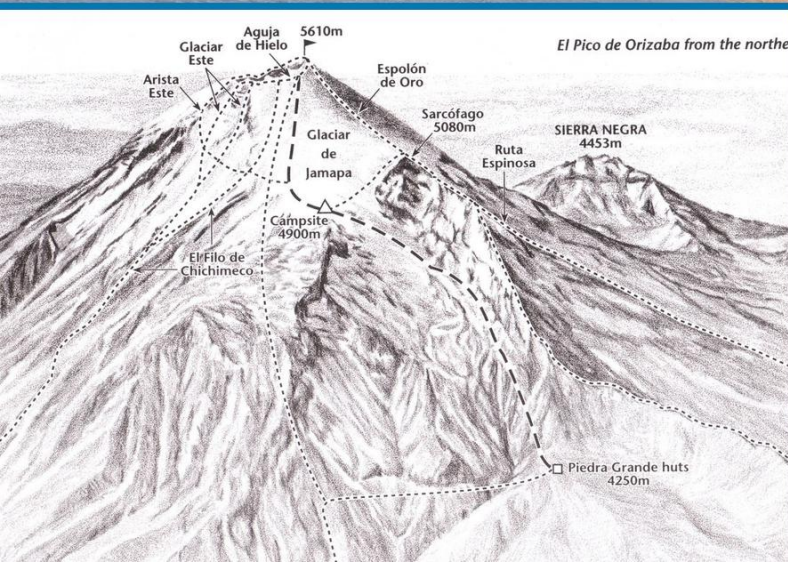 El Pico de Orizaba from the northe
Aguja
de Hielo
5610m
Glaciar
Este
Arista
Este
Espolón
de Oro
Sarcófago
5080m
SIERRA NEGRA
4453m
Ruta
Espinosa
Glaciar
de
Jamapa
Campsite
4900m
El Filo de
Chichimeco
Piedra Grande huts
4250m